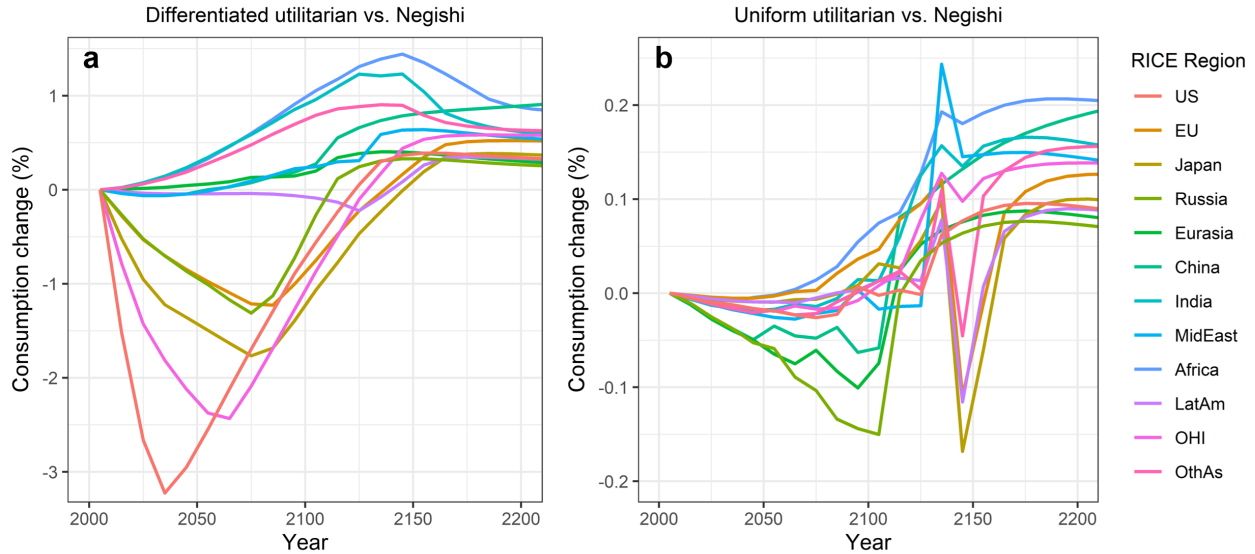 Differentiated utilitarian vs. Negishi
a
Consumption change (%)
1
0
-1
-2
-3
2000 2050 2100 2150 2200
Year
Uniform utilitarian vs. Negishi
b
Consumption change (%)
0.2
0.1
0.0
-0.1
-0.2
2000 2050 2100 2150 2200
Year
RICE Region
US
EU
Japan
Russia
Eurasia
China
India
MidEast
Africa
LatAm
OHI
OthAs